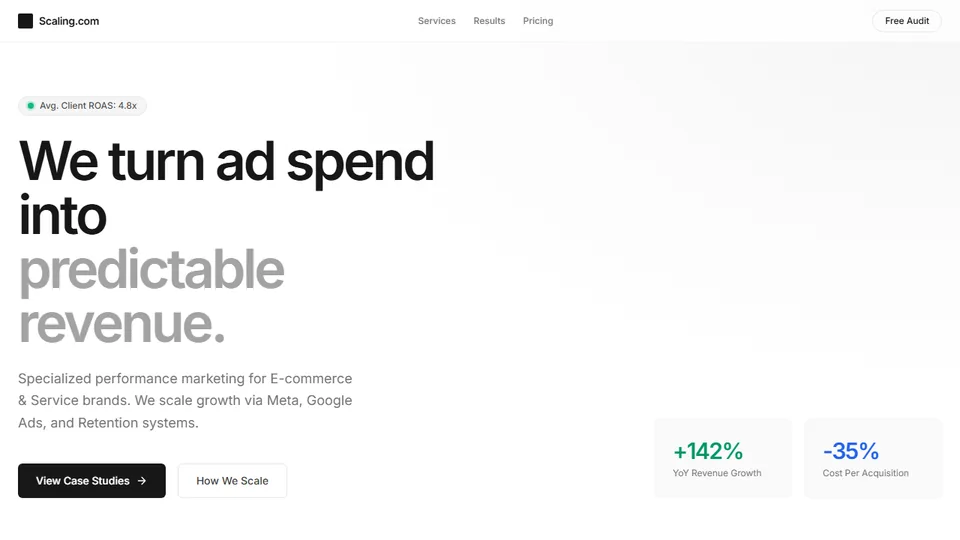 Scaling.com
Services
Results
Pricing
Free Audit
Avg. Client ROAS: 4.8x
We turn ad spend
into
predictable
revenue.
Specialized performance marketing for E-commerce
& Service brands. We scale growth via Meta, Google
Ads, and Retention systems.
View Case Studies →
How We Scale
+142%
YoY Revenue Growth
-35%
Cost Per Acquisition